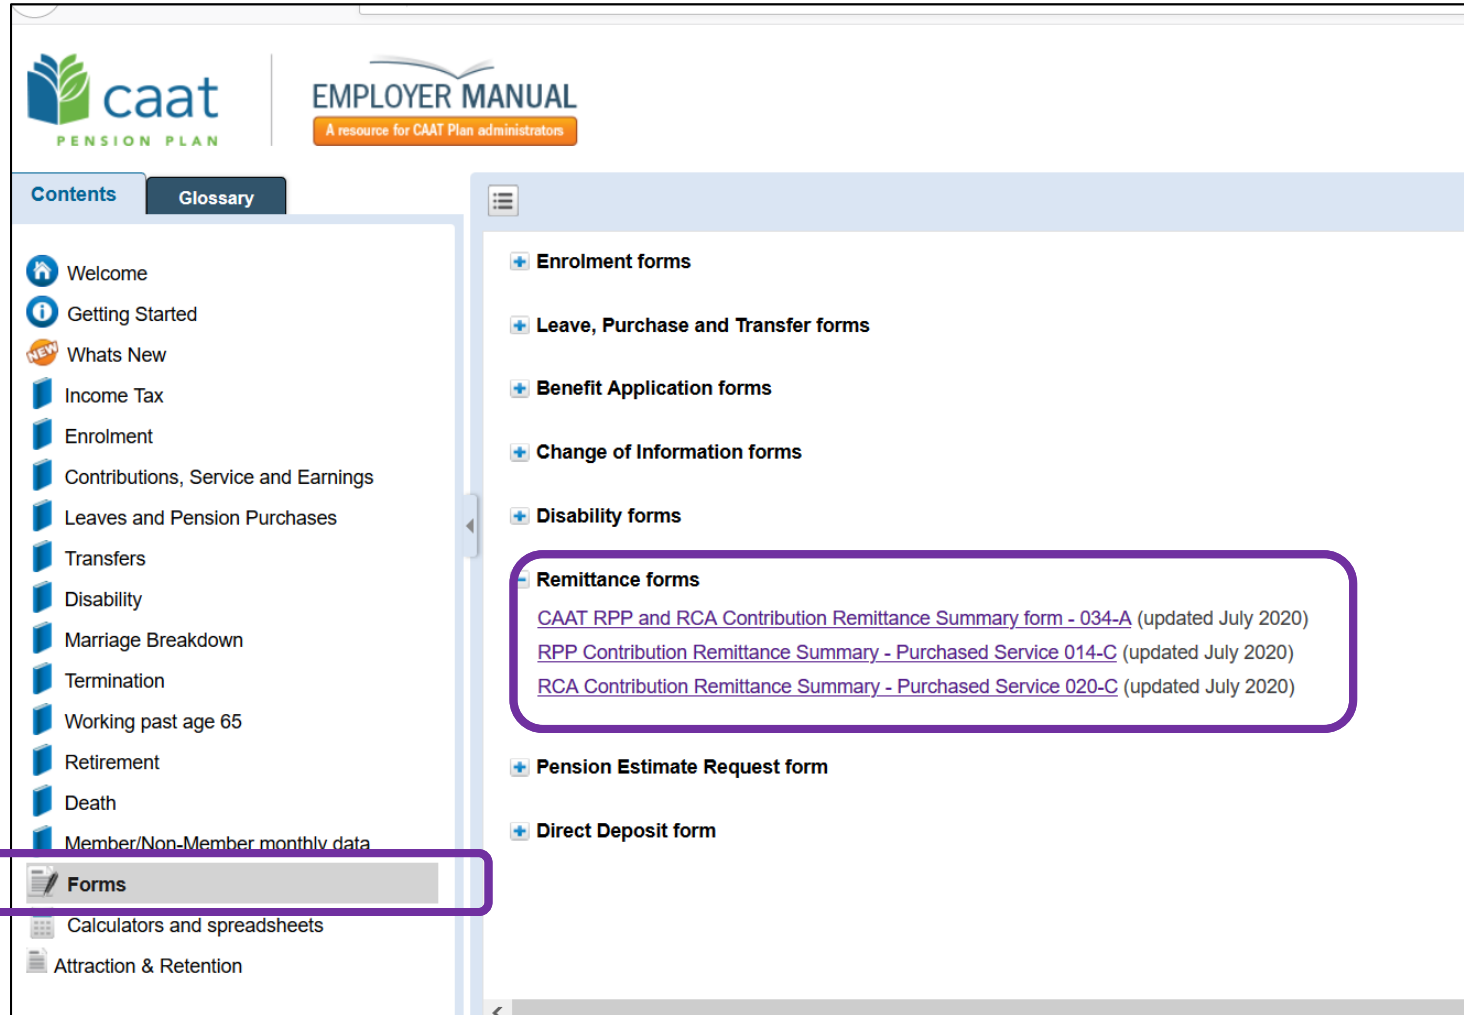 caat
PENSION PLAN
EMPLOYER MANUAL
A resource for CAAT Plan administrators
Contents
Glossary
Welcome
Getting Started
NEW
Whats New
Income Tax
Enrolment
Contributions, Service and Earnings
Leaves and Pension Purchases
Transfers
Disability
Marriage Breakdown
Termination
Working past age 65
Retirement
Death
Member/Non-Member monthly data
Forms
Calculators and spreadsheets
Attraction & Retention
Enrolment forms
Leave, Purchase and Transfer forms
Benefit Application forms
Change of Information forms
Disability forms
Remittance forms
CAAT RPP and RCA Contribution Remittance Summary form - 034-A (updated July 2020)
RPP Contribution Remittance Summary - Purchased Service 014-C (updated July 2020)
RCA Contribution Remittance Summary - Purchased Service 020-C (updated July 2020)
Pension Estimate Request form
Direct Deposit form